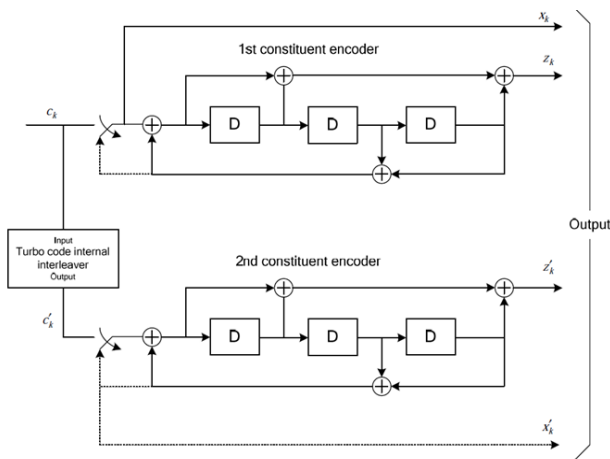 x_k
1st constituent encoder
z_k
c_k
D D D
Output
Input
Turbo code internal
interleaver
Output
2nd constituent encoder
z'_k
c'_k
D D D
x'_k